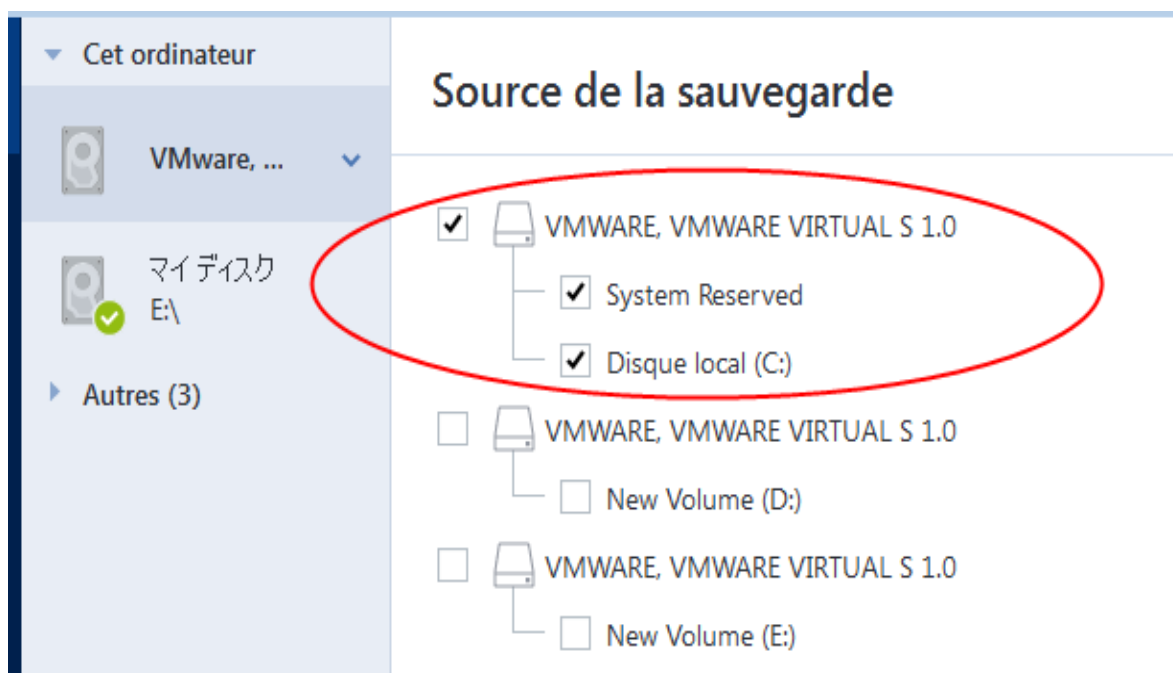 Cet ordinateur
VMware, ...
マイ ディスク
E:\
Autres (3)
Source de la sauvegarde
VMWARE, VMWARE VIRTUAL S 1.0
System Reserved
Disque local (C:)
VMWARE, VMWARE VIRTUAL S 1.0
New Volume (D:)
VMWARE, VMWARE VIRTUAL S 1.0
New Volume (E:)